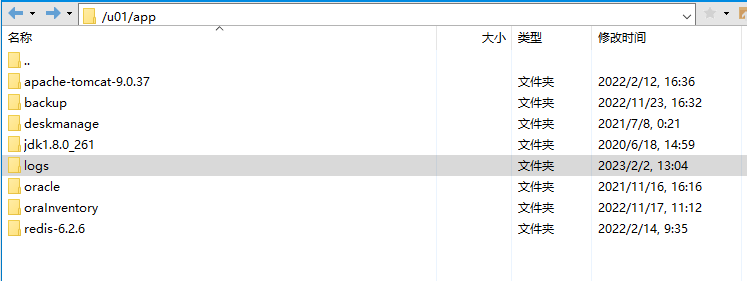 /u01/app
名称 大小 类型 修改时间
..
apache-tomcat-9.0.37 文件夹 2022/2/12, 16:36
backup 文件夹 2022/11/23, 16:32
deskmanage 文件夹 2021/7/8, 0:21
jdk1.8.0_261 文件夹 2020/6/18, 14:59
logs 文件夹 2023/2/2, 13:04
oracle 文件夹 2021/11/16, 16:16
oraInventory 文件夹 2022/11/17, 11:12
redis-6.2.6 文件夹 2022/2/14, 9:35